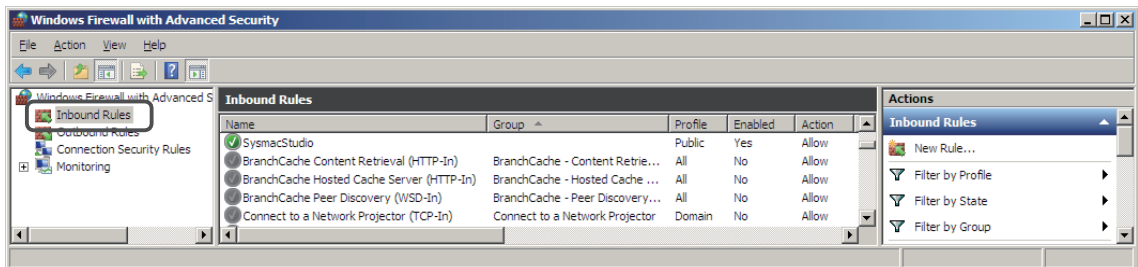 Windows Firewall with Advanced Security
File Action View Help
Windows Firewall with Advanced S
Inbound Rules
Outbound Rules
Connection Security Rules
Monitoring
Inbound Rules
Name Group Profile Enabled Action
SysmacStudio Public Yes Allow
BranchCache Content Retrieval (HTTP-In) BranchCache - Content Retrie... All No Allow
BranchCache Hosted Cache Server (HTTP-In) BranchCache - Hosted Cache ... All No Allow
BranchCache Peer Discovery (WSD-In) BranchCache - Peer Discovery... All No Allow
Connect to a Network Projector (TCP-In) Connect to a Network Projector Domain No Allow
Actions
Inbound Rules
New Rule...
Filter by Profile
Filter by State
Filter by Group